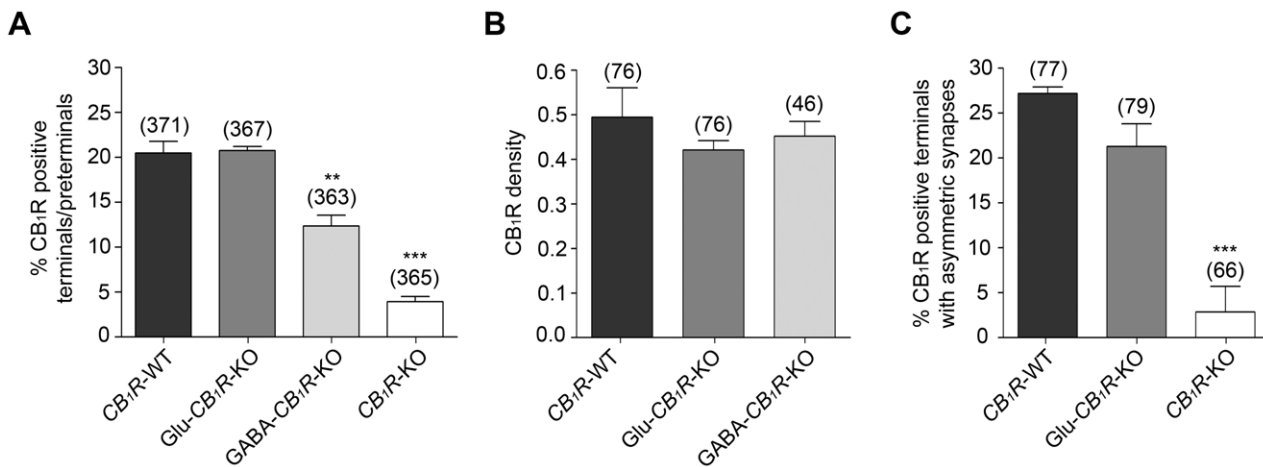 A
% CB₁R positive
terminals/preterminals
30
25
20
15
10
5
0
(371)
(367)
**
(363)
***
(365)
CB₁R-WT
Glu-CB₁R-KO
GABA-CB₁R-KO
CB₁R-KO
B
CB₁R density
0.6
0.5
0.4
0.3
0.2
0.1
0.0
(76)
(76)
(46)
CB₁R-WT
Glu-CB₁R-KO
GABA-CB₁R-KO
C
% CB₁R positive terminals
with asymmetric synapses
30
25
20
15
10
5
0
(77)
(79)
***
(66)
CB₁R-WT
Glu-CB₁R-KO
CB₁R-KO